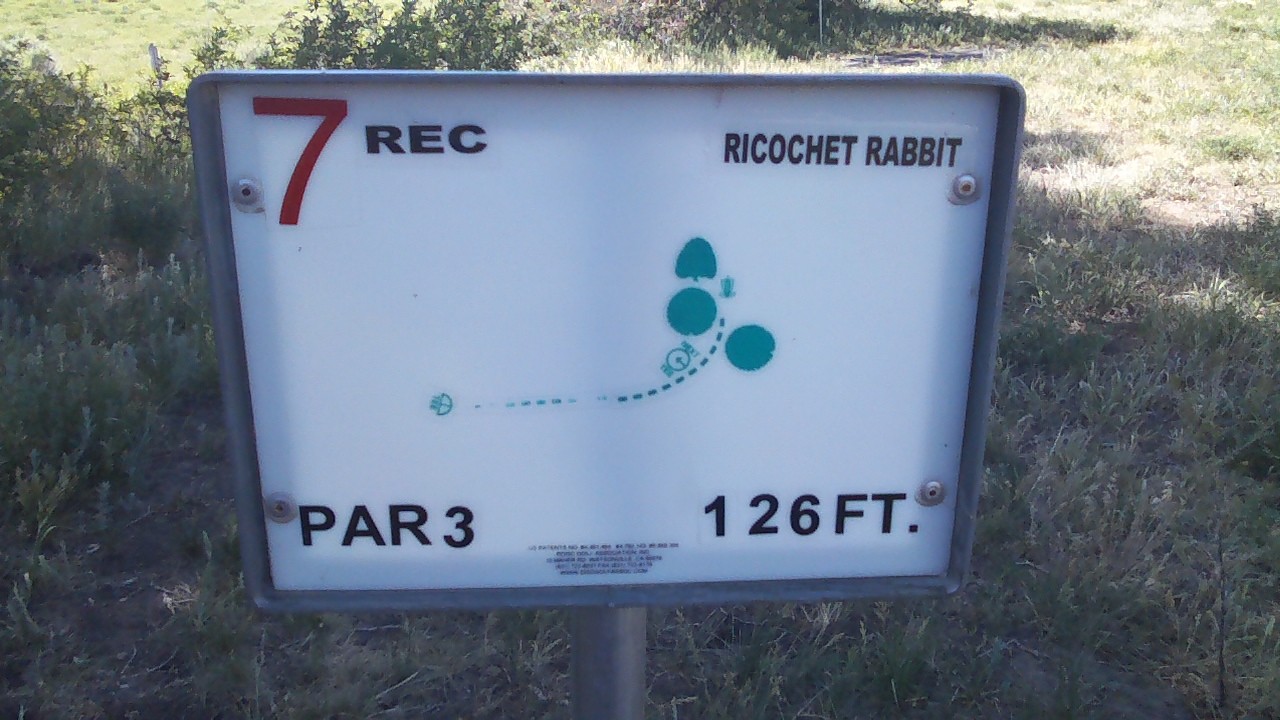 7 REC
RICOCHET RABBIT
PAR 3
126 FT.